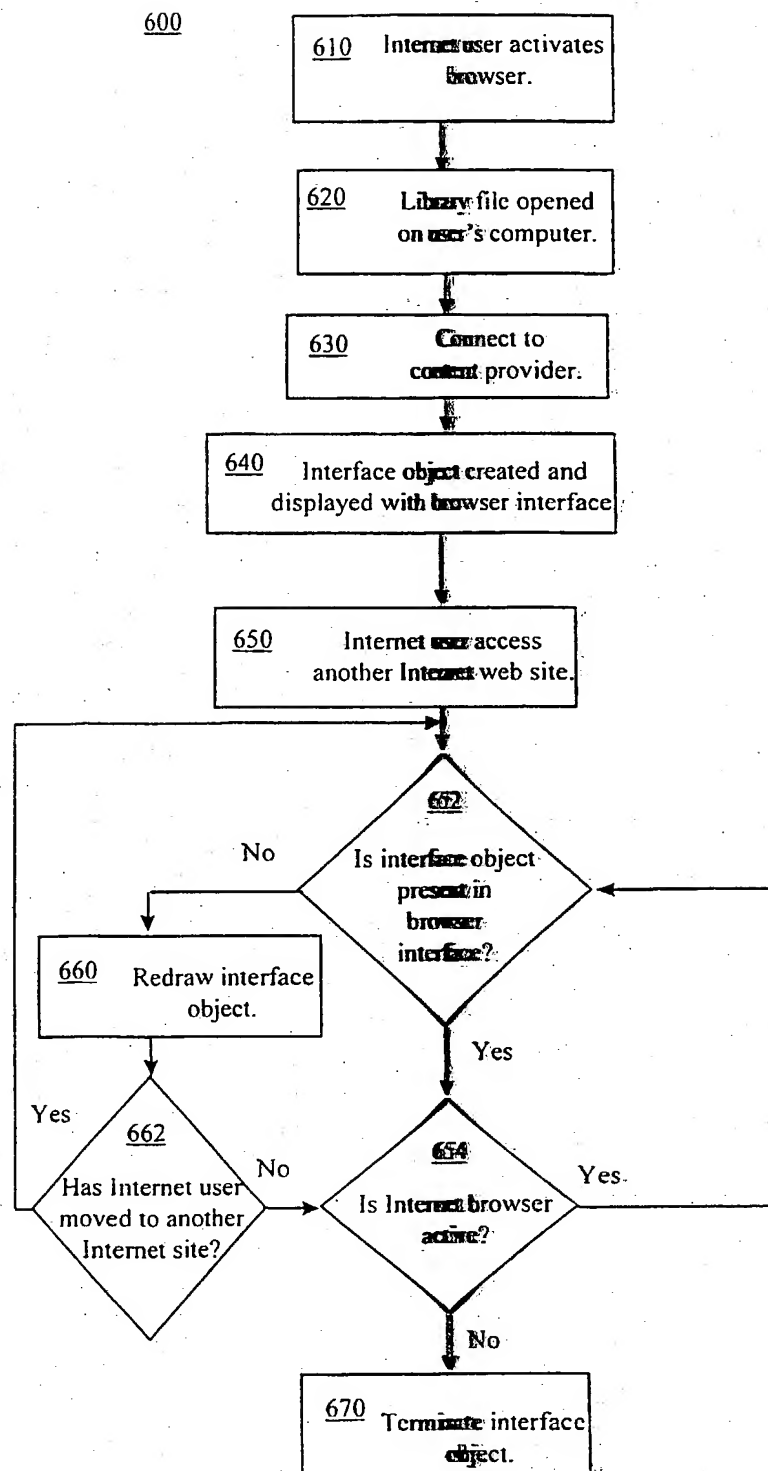 600
610 Internet user activates
browser.
620 Library file opened
on user's computer.
630 Connect to
content provider.
640 Interface object created and
displayed with browser interface
650 Internet user access
another Internet web site.
652
No
Is interface object
present in
browser
interface?
660 Redraw interface
object.
Yes
Yes
662
654
No
Yes
Has Internet user
moved to another
Internet site?
Is Internet browser
active?
No
670 Terminate interface
object.